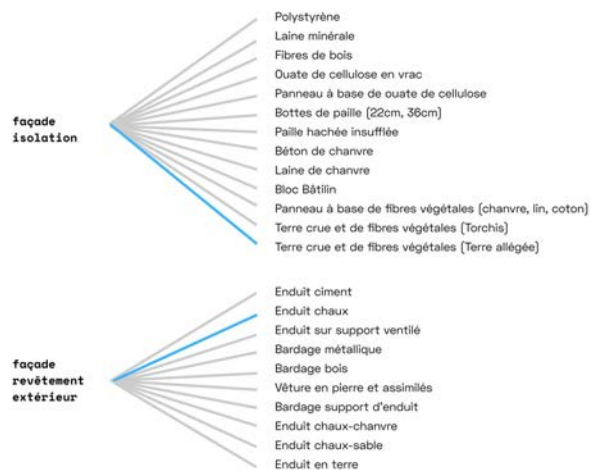 façade
isolation
Polystyrène
Laine minérale
Fibres de bois
Ouate de cellulose en vrac
Panneau à base de ouate de cellulose
Bottes de paille (22cm, 36cm)
Paille hachée insufflée
Béton de chanvre
Laine de chanvre
Bloc Bâtilin
Panneau à base de fibres végétales (chanvre, lin, coton)
Terre crue et de fibres végétales (Torchis)
Terre crue et de fibres végétales (Terre allégée)
façade
revêtement
extérieur
Enduit ciment
Enduit chaux
Enduit sur support ventilé
Bardage métallique
Bardage bois
Vêture en pierre et assimilés
Bardage support d'enduit
Enduit chaux-chanvre
Enduit chaux-sable
Enduit en terre